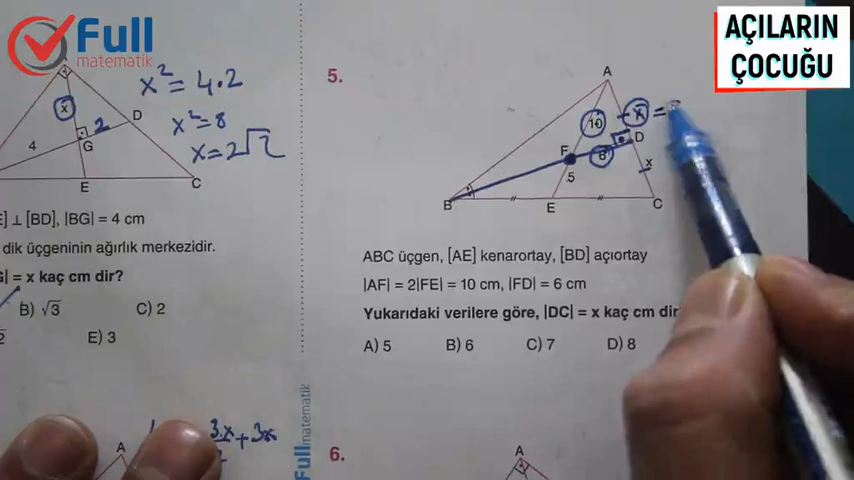 Full
matematik
AÇILARIN
ÇOCUĞU
x² = 4.2
x² = 8
x = 2√2
x
2
D
4
G
E
C
E] ⊥ [BD], |BG| = 4 cm
dik üçgeninin ağırlık merkezidir.
G| = x kaç cm dir?
B) √3
C) 2
E) 3
5.
A
10
x =
D
F
6
x
5
B
E
C
ABC üçgen, [AE] kenarortay, [BD] açıortay
|AF| = 2|FE| = 10 cm, |FD| = 6 cm
Yukarıdaki verilere göre, |DC| = x kaç cm dir
A) 5
B) 6
C) 7
D) 8
Full matematik
A
3x
+ 3x
6.
A